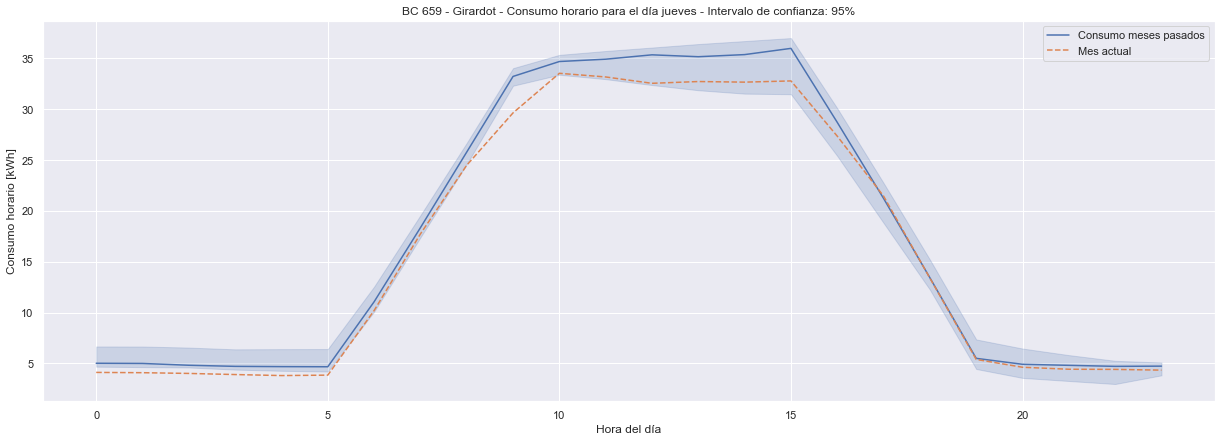 BC 659 - Girardot - Consumo horario para el día jueves - Intervalo de confianza: 95%
Consumo meses pasados
Mes actual
Consumo horario [kWh]
35
30
25
20
15
10
5
0
5
10
15
20
Hora del día